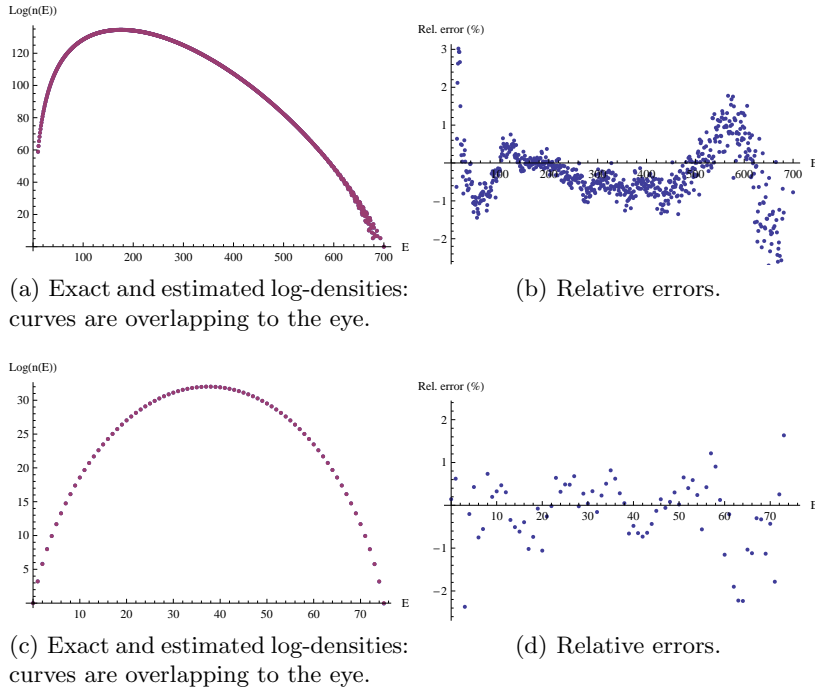 Log(n(E))
120
100
80
60
40
20
100 200 300 400 500 600 700
E
(a) Exact and estimated log-densities:
curves are overlapping to the eye.
Rel. error (%)
3
2
1
-1
-2
100 200 300 400 500 600 700
E
(b) Relative errors.
Log(n(E))
30
25
20
15
10
5
10 20 30 40 50 60 70
E
(c) Exact and estimated log-densities:
curves are overlapping to the eye.
Rel. error (%)
2
1
-1
-2
10 20 30 40 50 60 70
E
(d) Relative errors.